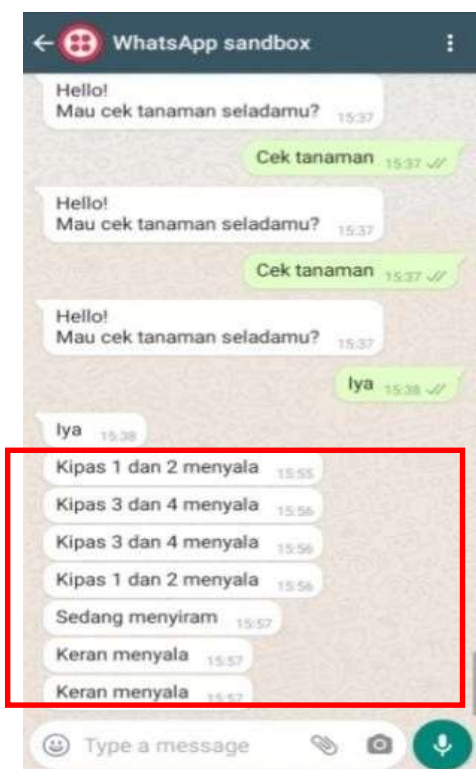 WhatsApp sandbox
Hello!
Mau cek tanaman seladamu? 15:37
Cek tanaman 15:37
Hello!
Mau cek tanaman seladamu? 15:37
Cek tanaman 15:37
Hello!
Mau cek tanaman seladamu? 15:37
Iya 15:38
Iya 15:38
Kipas 1 dan 2 menyala 15:55
Kipas 3 dan 4 menyala 15:56
Kipas 3 dan 4 menyala 15:56
Kipas 1 dan 2 menyala 15:56
Sedang menyiram 15:57
Keran menyala 15:57
Keran menyala 15:57
Type a message